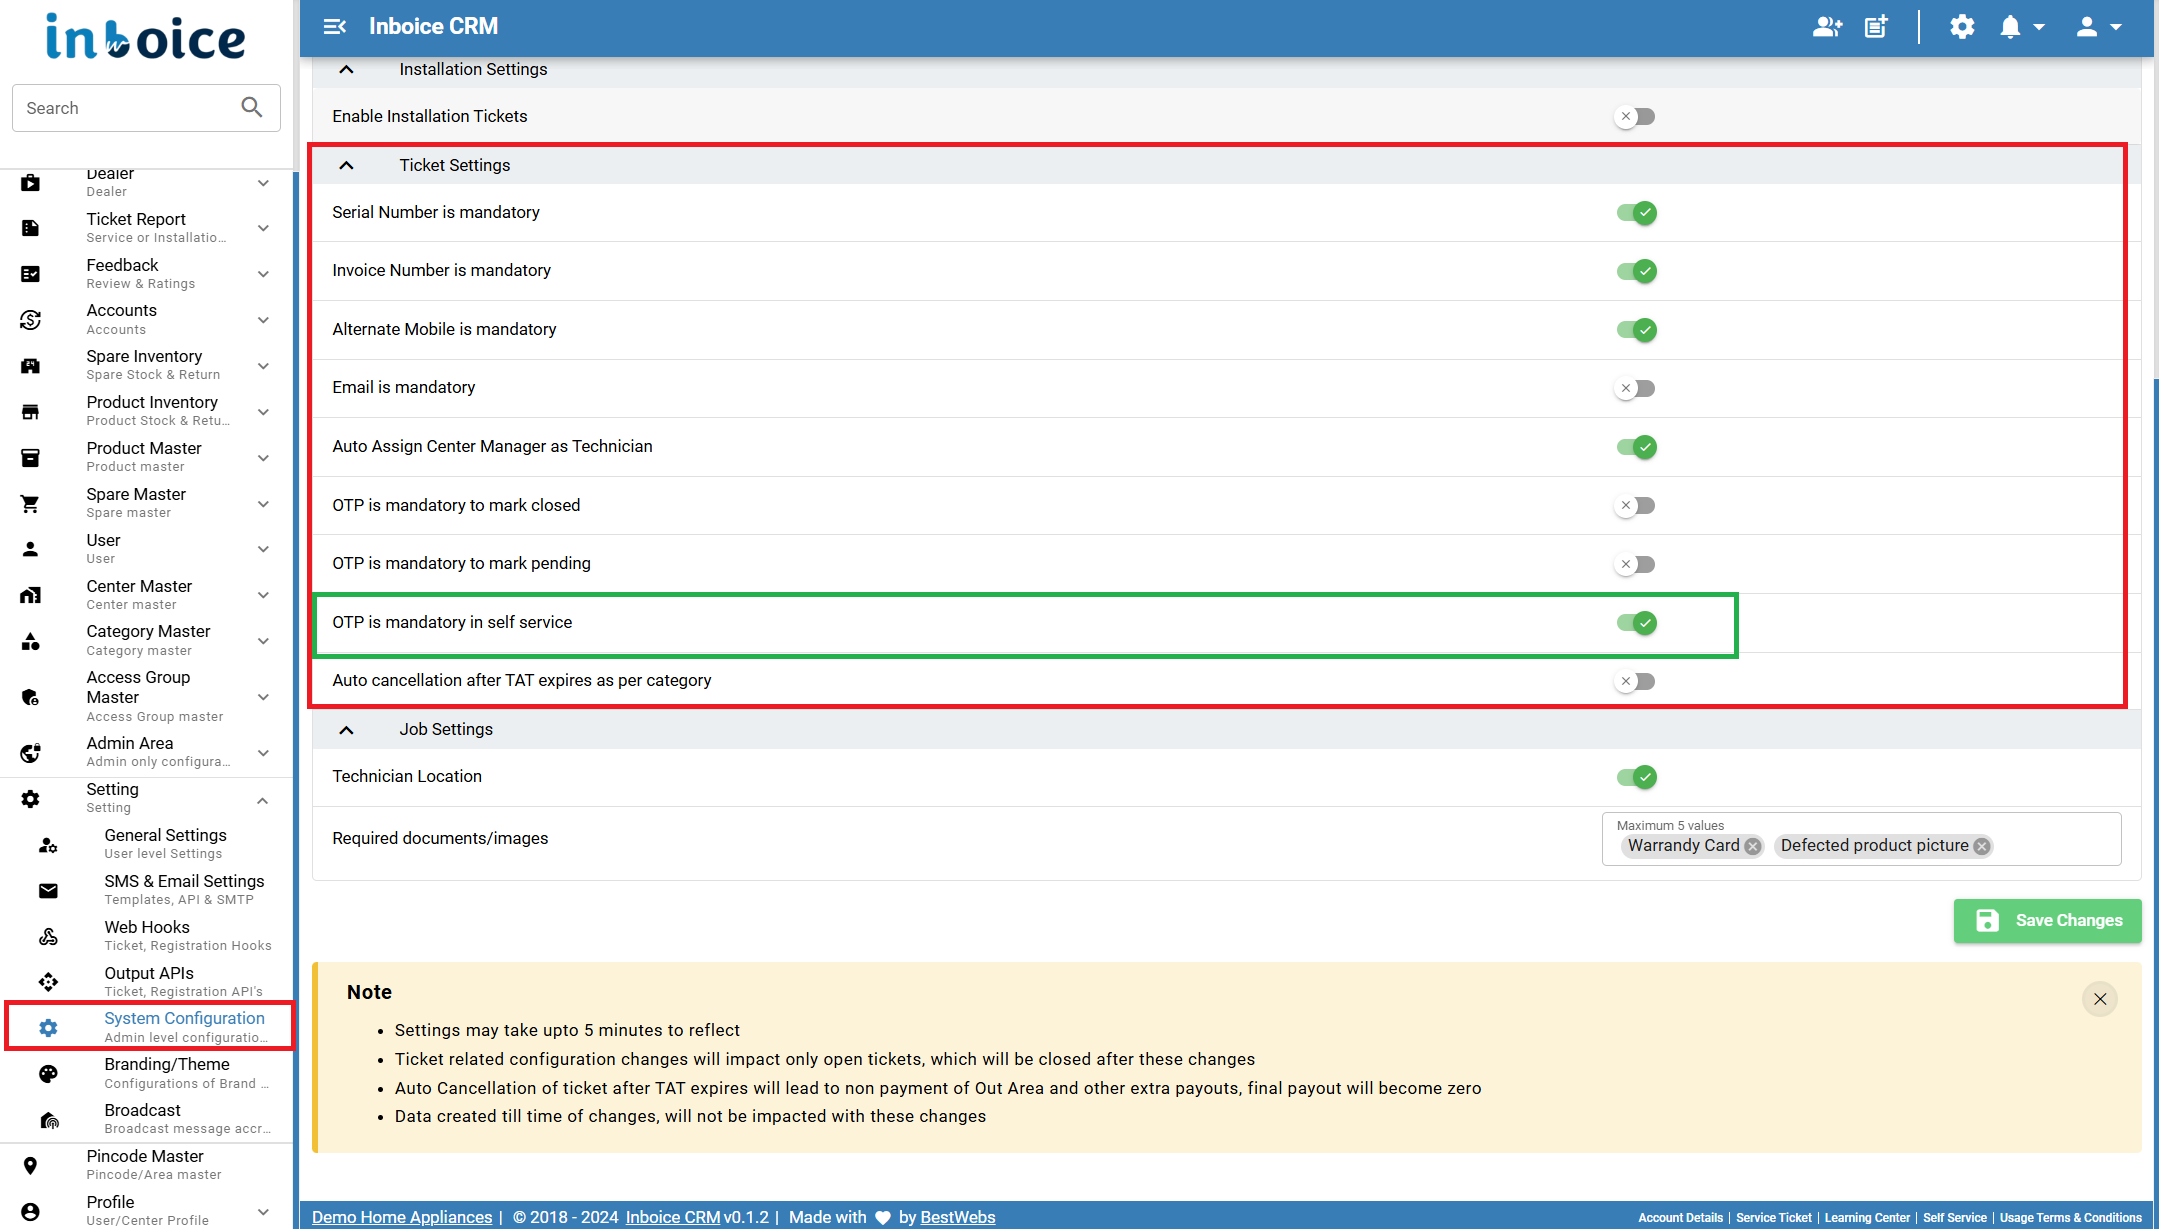 inboice
Inboice CRM
Search
Dealer
Dealer
Ticket Report
Service or Installatio...
Feedback
Review & Ratings
Accounts
Accounts
Spare Inventory
Spare Stock & Return
Product Inventory
Product Stock & Retu...
Product Master
Product master
Spare Master
Spare master
User
User
Center Master
Center master
Category Master
Category master
Access Group
Master
Access Group master
Admin Area
Admin only configura...
Setting
Setting
General Settings
User level Settings
SMS & Email Settings
Templates, API & SMTP
Web Hooks
Ticket, Registration Hooks
Output APIs
Ticket, Registration API's
System Configuration
Admin level configuratio...
Branding/Theme
Configurations of Brand ...
Broadcast
Broadcast message accr...
Pincode Master
Pincode/Area master
Profile
User/Center Profile
Installation Settings
Enable Installation Tickets
Ticket Settings
Serial Number is mandatory
Invoice Number is mandatory
Alternate Mobile is mandatory
Email is mandatory
Auto Assign Center Manager as Technician
OTP is mandatory to mark closed
OTP is mandatory to mark pending
OTP is mandatory in self service
Auto cancellation after TAT expires as per category
Job Settings
Technician Location
Required documents/images
Maximum 5 values
Warrandy Card Defected product picture
Save Changes
Note
• Settings may take upto 5 minutes to reflect
• Ticket related configuration changes will impact only open tickets, which will be closed after these changes
• Auto Cancellation of ticket after TAT expires will lead to non payment of Out Area and other extra payouts, final payout will become zero
• Data created till time of changes, will not be impacted with these changes
Demo Home Appliances | © 2018 - 2024 Inboice CRM v0.1.2 | Made with ♥ by BestWebs
Account Details | Service Ticket | Learning Center | Self Service | Usage Terms & Conditions